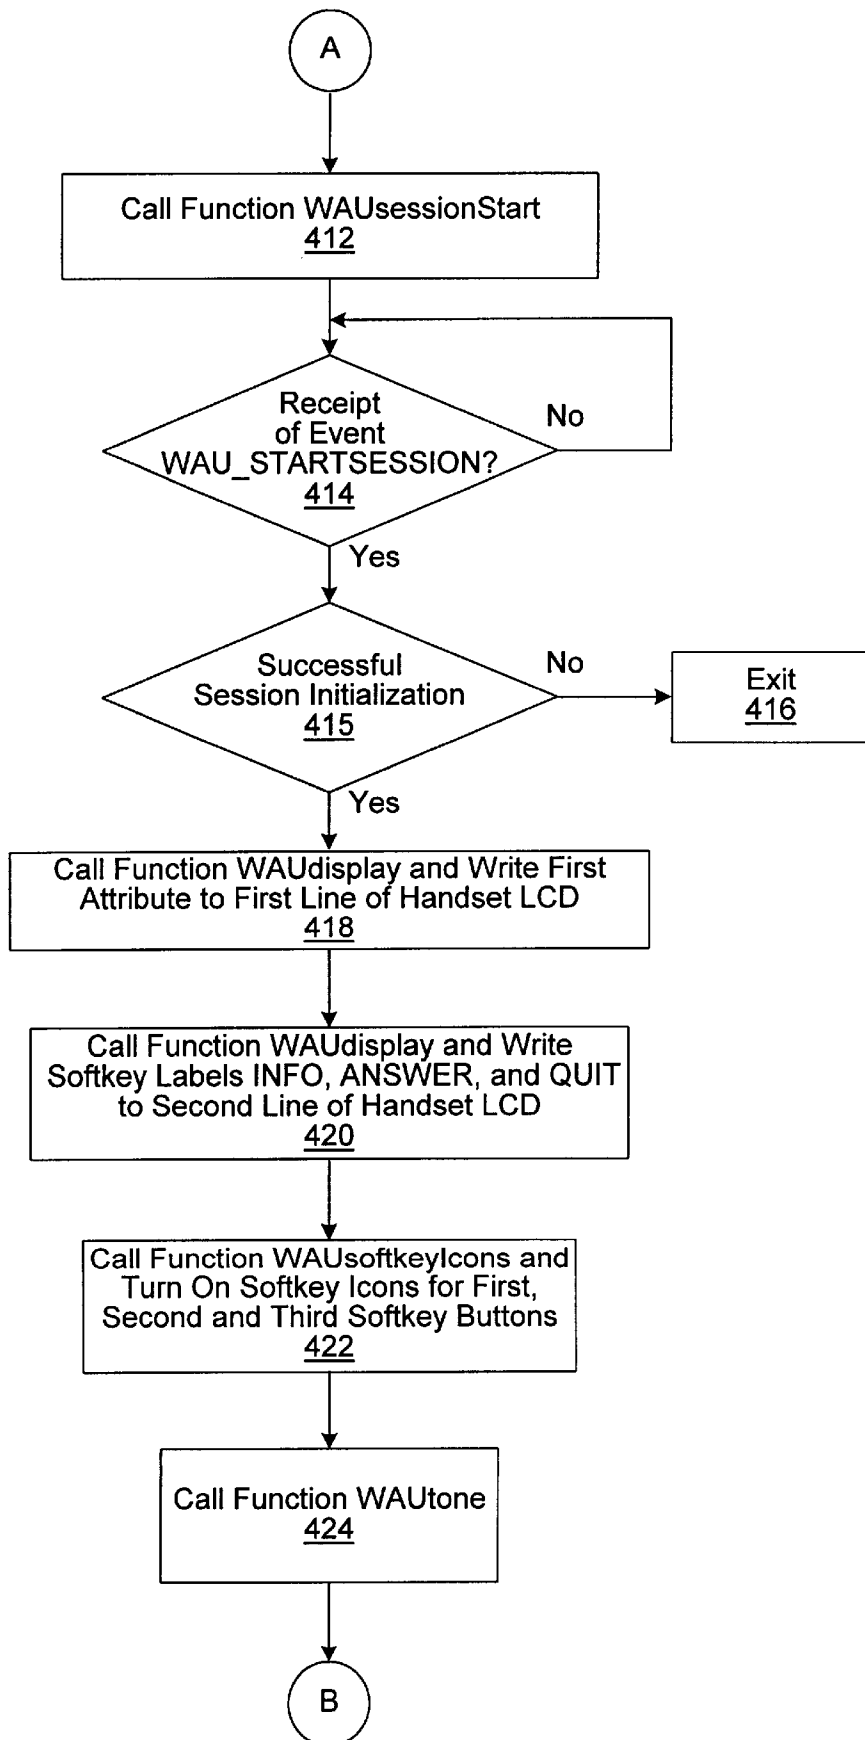 A
Call Function WAUsessionStart
412
Receipt
of Event
WAU_STARTSESSION?
414
No
Yes
Successful
Session Initialization
415
No
Exit
416
Yes
Call Function WAUdisplay and Write First
Attribute to First Line of Handset LCD
418
Call Function WAUdisplay and Write
Softkey Labels INFO, ANSWER, and QUIT
to Second Line of Handset LCD
420
Call Function WAUsoftkeyIcons and
Turn On Softkey Icons for First,
Second and Third Softkey Buttons
422
Call Function WAUtone
424
B